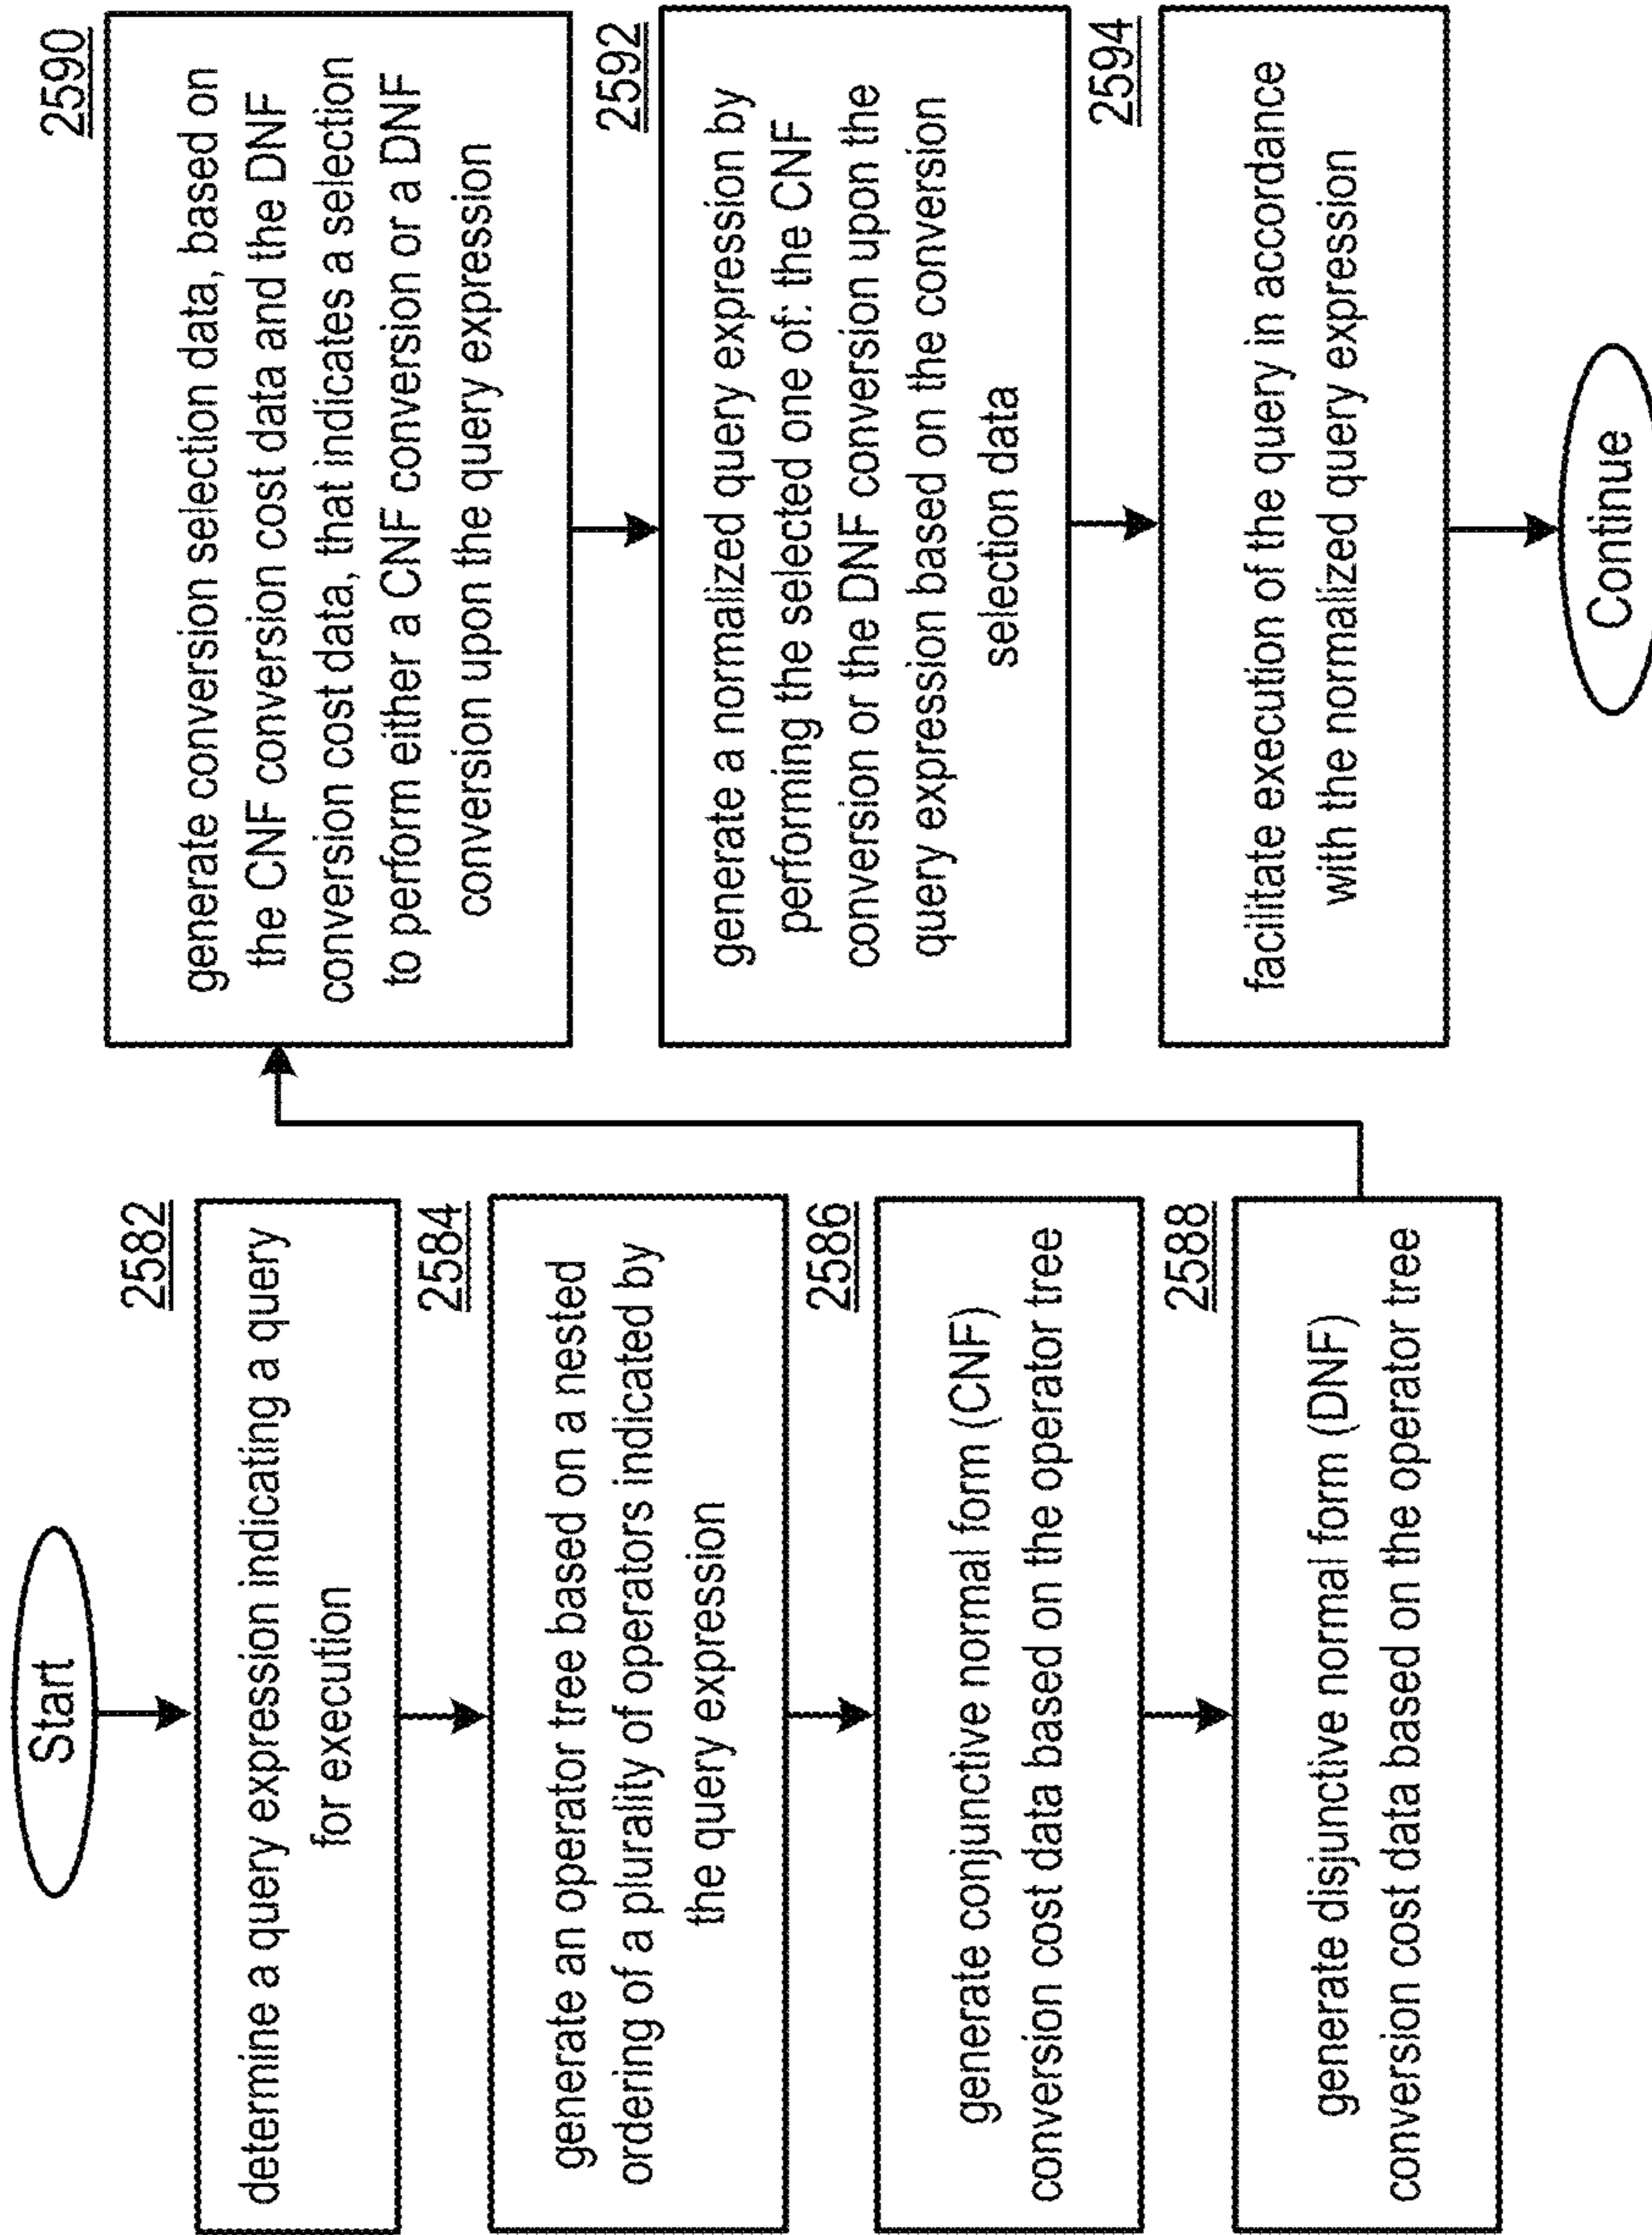 Start
2582
determine a query expression indicating a query
for execution
2584
generate an operator tree based on a nested
ordering of a plurality of operators indicated by
the query expression
2586
generate conjunctive normal form (CNF)
conversion cost data based on the operator tree
2588
generate disjunctive normal form (DNF)
conversion cost data based on the operator tree
2590
generate conversion selection data, based on
the CNF conversion cost data and the DNF
conversion cost data, that indicates a selection
to perform either a CNF conversion or a DNF
conversion upon the query expression
2592
generate a normalized query expression by
performing the selected one of: the CNF
conversion or the DNF conversion upon the
query expression based on the conversion
selection data
2594
facilitate execution of the query in accordance
with the normalized query expression
Continue